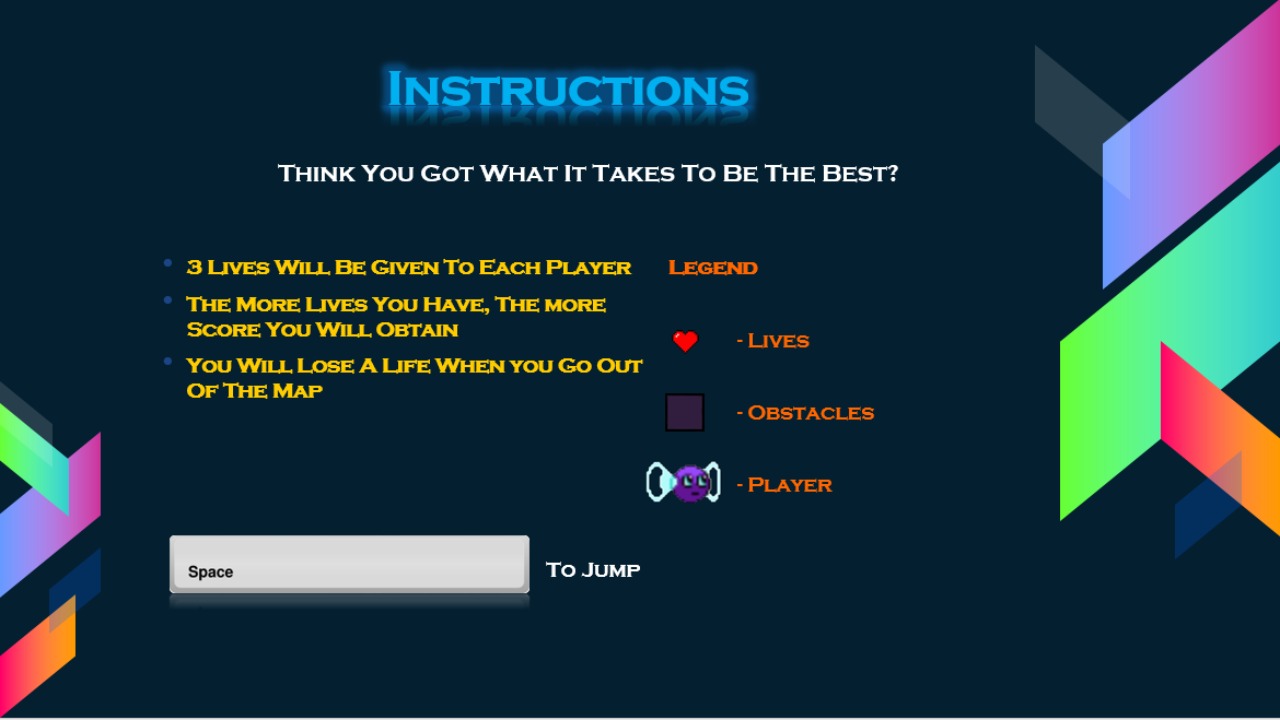 Instructions
Think You Got What It Takes To Be The Best?
• 3 Lives Will Be Given To Each Player
• The More Lives You Have, The more
Score You Will Obtain
• You Will Lose A Life When you Go Out
Of The Map
Legend
- Lives
- Obstacles
- Player
Space
To Jump